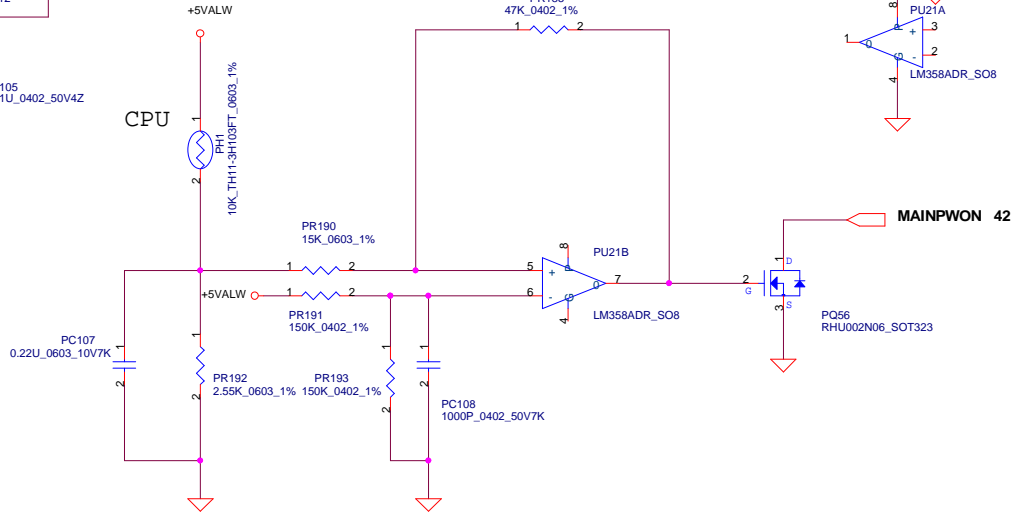 +5VALW
47K_0402_1%
1 2
8
PU21A
3
+
1
O
P
G
2
-
LM358ADR_SO8
4
105
1U_0402_50V4Z
CPU
1
PH1
10K_TH11-3H103FT_0603_1%
2
MAINPWON 42
PR190
15K_0603_1%
1 2
8
PU21B
5
+
P
O
7
6
-
G
4
LM358ADR_SO8
1
D
2
G
S
3
PQ56
RHU002N06_SOT323
+5VALW
1 2
PR191
150K_0402_1%
PC107
0.22U_0603_10V7K
1
2
1
2
PR192
2.55K_0603_1%
PR193
150K_0402_1%
1
2
1
2
PC108
1000P_0402_50V7K